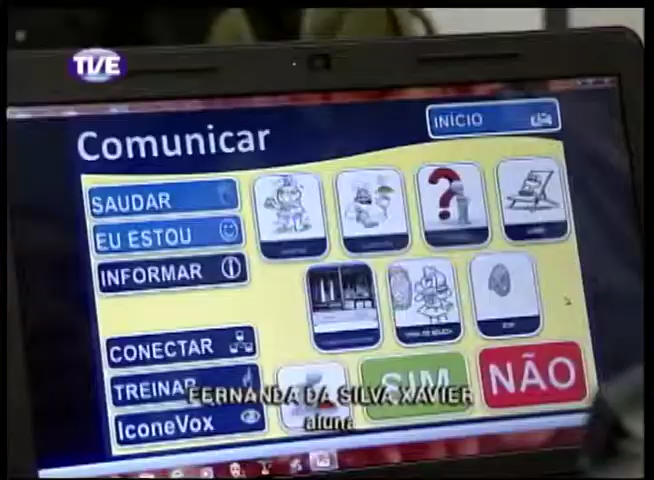 TVE
Comunicar
INÍCIO
SAUDAR
EU ESTOU
INFORMAR
CONECTAR
TREINAR
IconeVox
SIM
NÃO
FERNANDA DA SILVA XAVIER
aluna